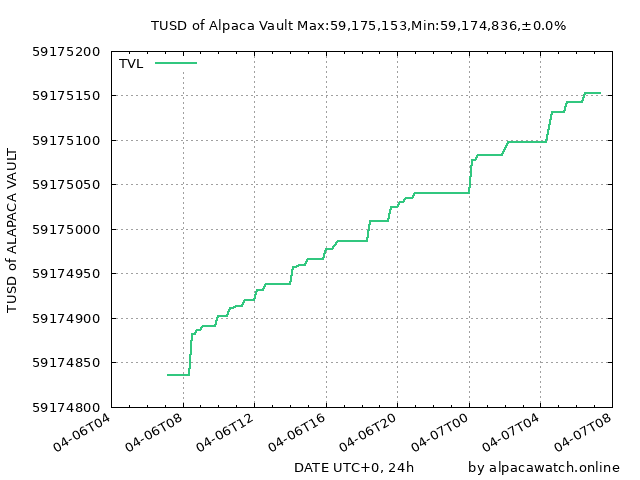 TUSD of Alpaca Vault Max:59,175,153,Min:59,174,836,±0.0%
TVL
59175200
59175150
59175100
59175050
59175000
59174950
59174900
59174850
59174800
TUSD of ALAPACA VAULT
04-06T04
04-06T08
04-06T12
04-06T16
04-06T20
04-07T00
04-07T04
04-07T08
DATE UTC+0, 24h
by alpacawatch.online